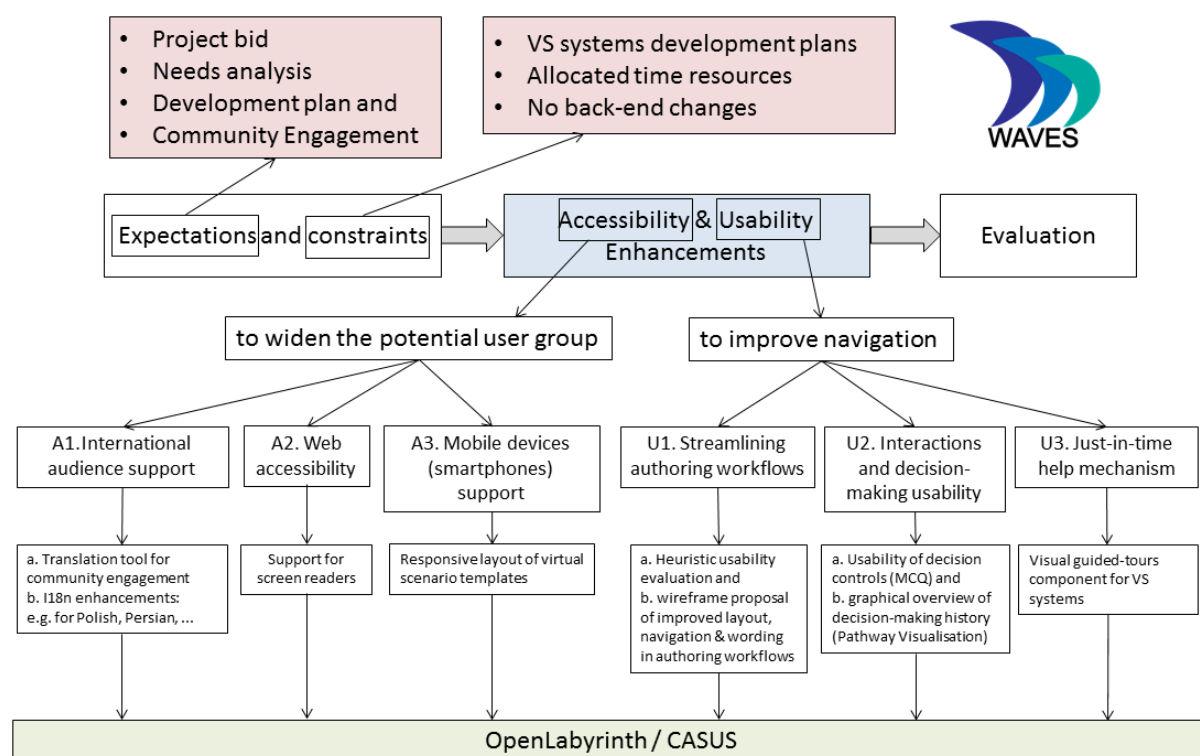 • Project bid
• Needs analysis
• Development plan and
• Community Engagement
• VS systems development plans
• Allocated time resources
• No back-end changes
WAVES
Expectations and constraints
Accessibility & Usability
Enhancements
Evaluation
to widen the potential user group
to improve navigation
A1.International
audience support
A2. Web
accessibility
A3. Mobile devices
(smartphones)
support
U1. Streamlining
authoring workflows
U2. Interactions
and decision-
making usability
U3. Just-in-time
help mechanism
a. Translation tool for
community engagement
b. I18n enhancements:
e.g. for Polish, Persian, ...
Support for
screen readers
Responsive layout of virtual
scenario templates
a. Heuristic usability
evaluation and
b. wireframe proposal
of improved layout,
navigation & wording
in authoring workflows
a. Usability of decision
controls (MCQ) and
b. graphical overview of
decision-making history
(Pathway Visualisation)
Visual guided-tours
component for VS
systems
OpenLabyrinth / CASUS